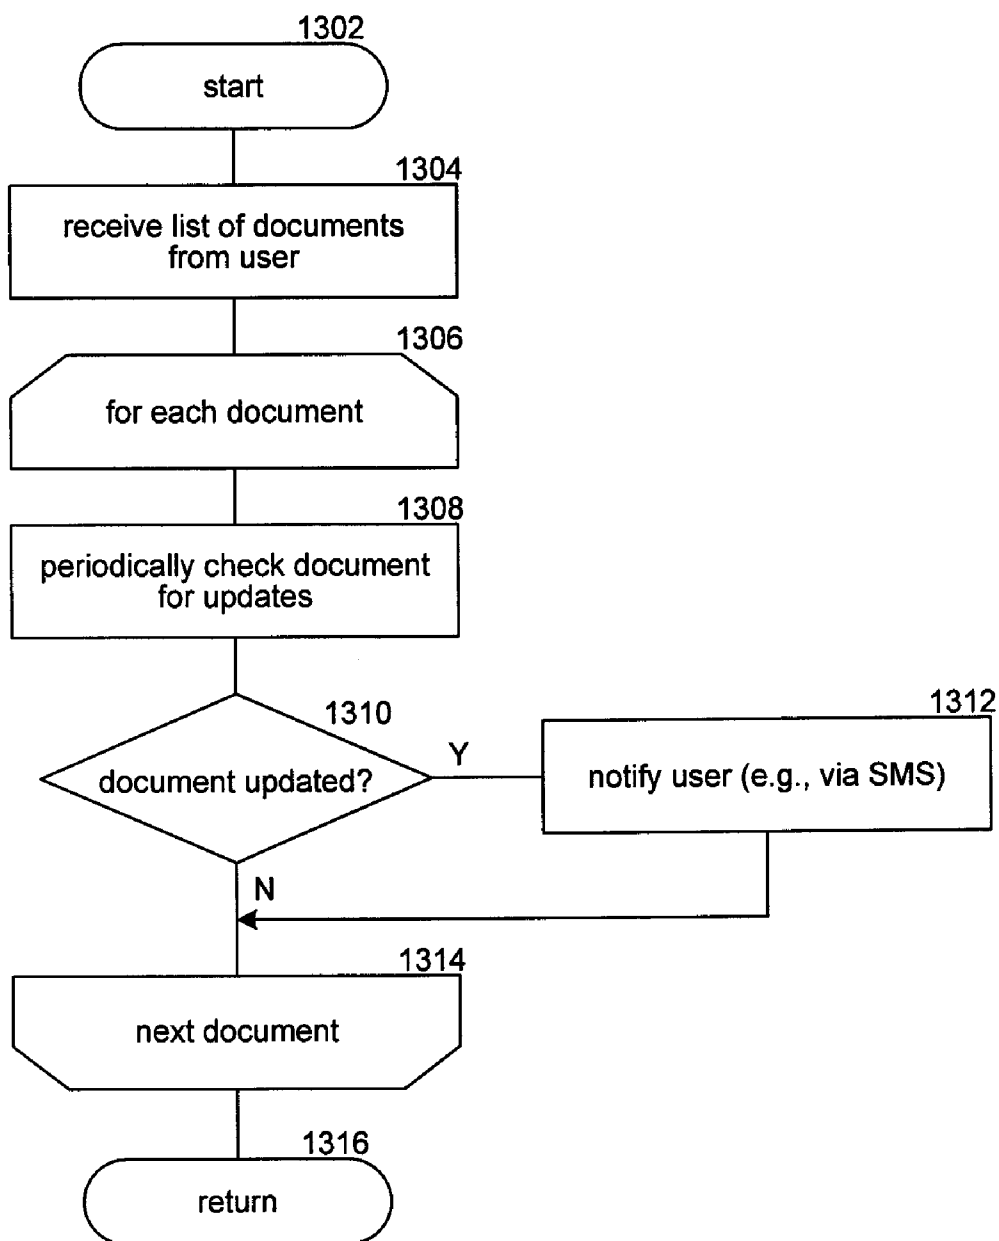 1302
start
1304
receive list of documents
from user
1306
for each document
1308
periodically check document
for updates
1310
document updated?
Y
1312
notify user (e.g., via SMS)
N
1314
next document
1316
return